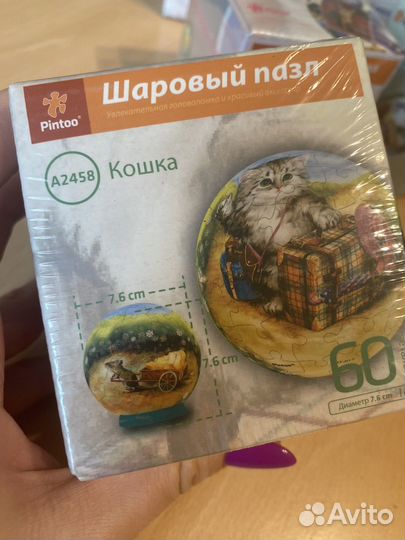 Pintoo®
Шаровый пазл
Увлекательная головоломка и красивый
A2458
Кошка
7.6 cm
7.6 cm
60
Диаметр 7.6 cm
Avito